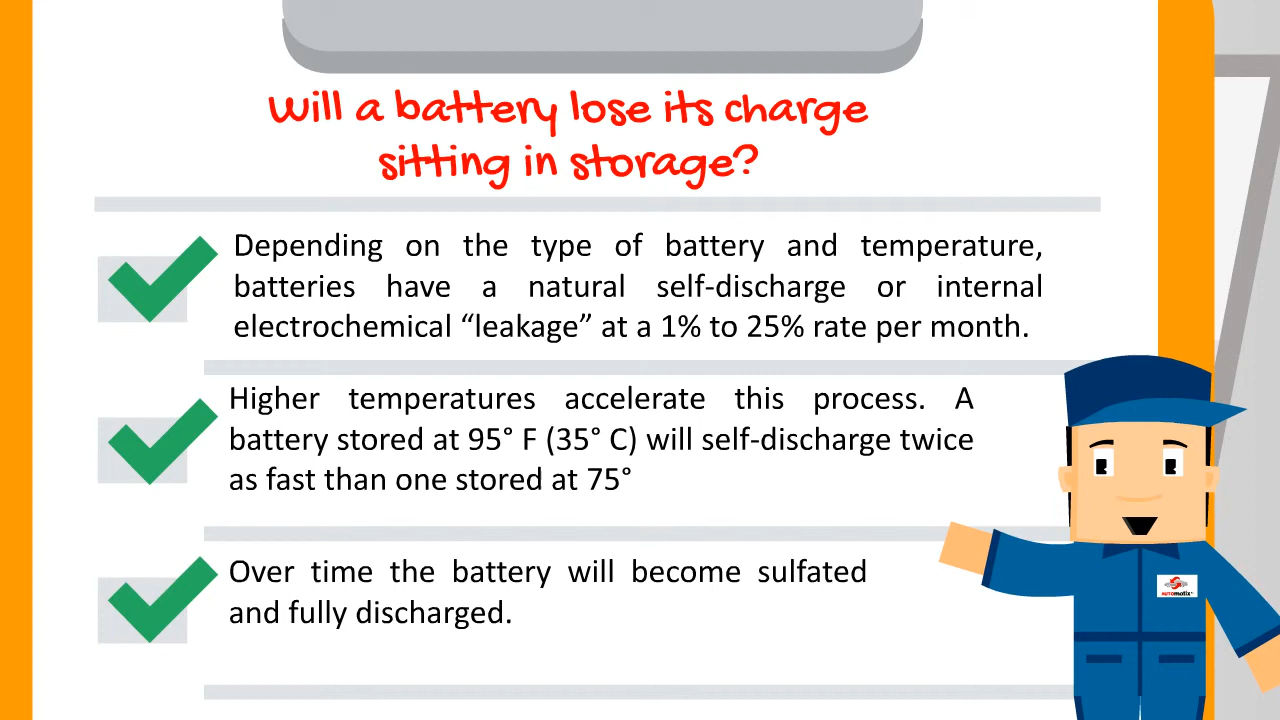 Will a battery lose its charge
sitting in storage?
Depending on the type of battery and temperature,
batteries have a natural self-discharge or internal
electrochemical “leakage” at a 1% to 25% rate per month.
Higher temperatures accelerate this process. A
battery stored at 95° F (35° C) will self-discharge twice
as fast than one stored at 75°
Over time the battery will become sulfated
and fully discharged.
AUTOmatix